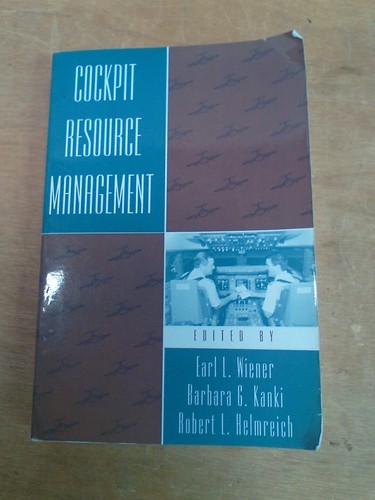 COCKPIT
RESOURCE
MANAGEMENT
EDITED BY
Earl L. Wiener
Barbara G. Kanki
Robert L. Helmreich